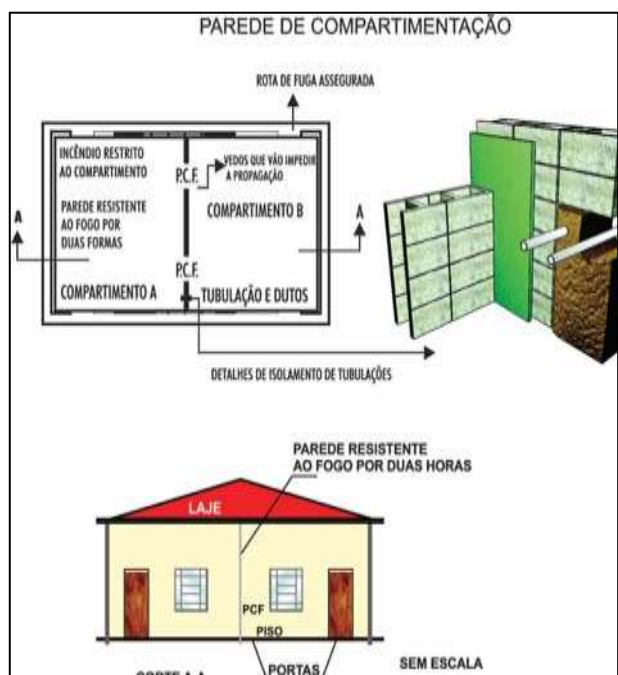 PAREDE DE COMPARTIMENTAÇÃO
ROTA DE FUGA ASSEGURADA
INCÊNDIO RESTRITO
AO COMPARTIMENTO
P.C.F.
VEDOS QUE VÃO IMPEDIR
A PROPAGAÇÃO
PAREDE RESISTENTE
AO FOGO POR
DUAS FORMAS
COMPARTIMENTO B
A
A
P.C.F.
COMPARTIMENTO A
TUBULAÇÃO E DUTOS
DETALHES DE ISOLAMENTO DE TUBULAÇÕES
PAREDE RESISTENTE
AO FOGO POR DUAS HORAS
LAJE
PCF
PISO
PORTAS
SEM ESCALA
CORTE A-A